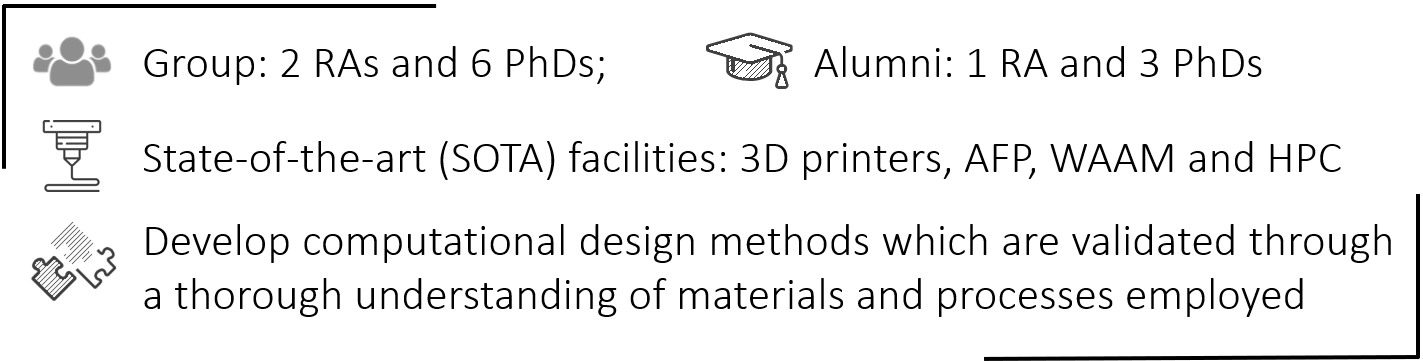 Group: 2 RAs and 6 PhDs; Alumni: 1 RA and 3 PhDs
State-of-the-art (SOTA) facilities: 3D printers, AFP, WAAM and HPC
Develop computational design methods which are validated through
a thorough understanding of materials and processes employed